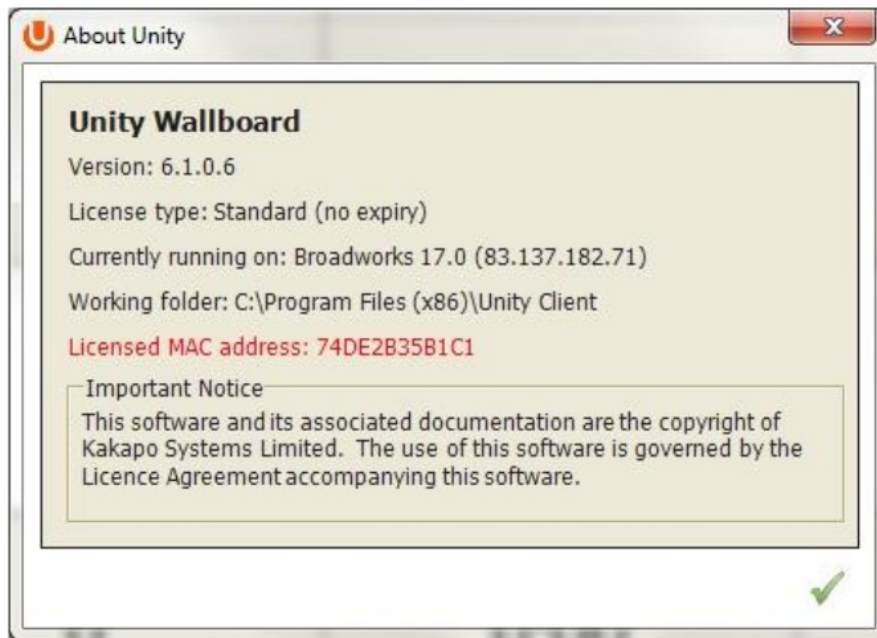 About Unity
Unity Wallboard
Version: 6.1.0.6
License type: Standard (no expiry)
Currently running on: Broadworks 17.0 (83.137.182.71)
Working folder: C:\Program Files (x86)\Unity Client
Licensed MAC address: 74DE2B35B1C1
Important Notice
This software and its associated documentation are the copyright of
Kakapo Systems Limited. The use of this software is governed by the
Licence Agreement accompanying this software.